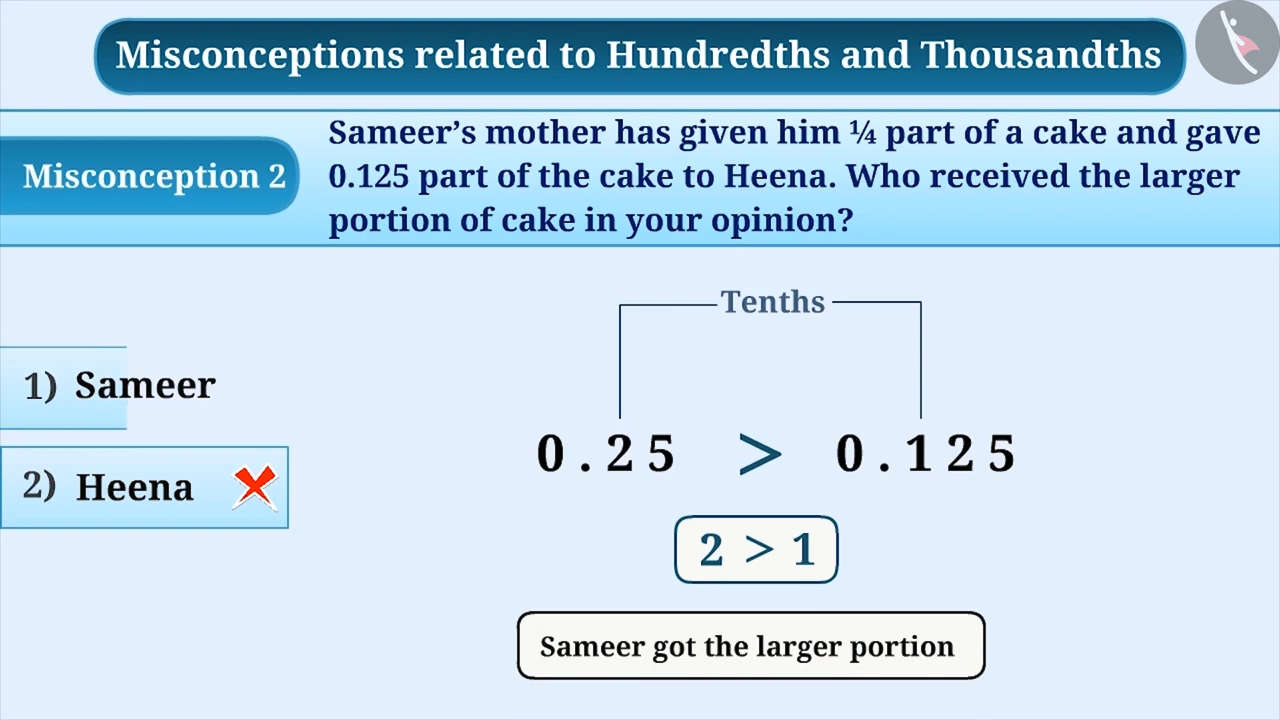 Misconceptions related to Hundredths and Thousandths
Misconception 2
Sameer’s mother has given him ¼ part of a cake and gave
0.125 part of the cake to Heena. Who received the larger
portion of cake in your opinion?
Tenths
1) Sameer
0.25 > 0.125
2) Heena
2 > 1
Sameer got the larger portion